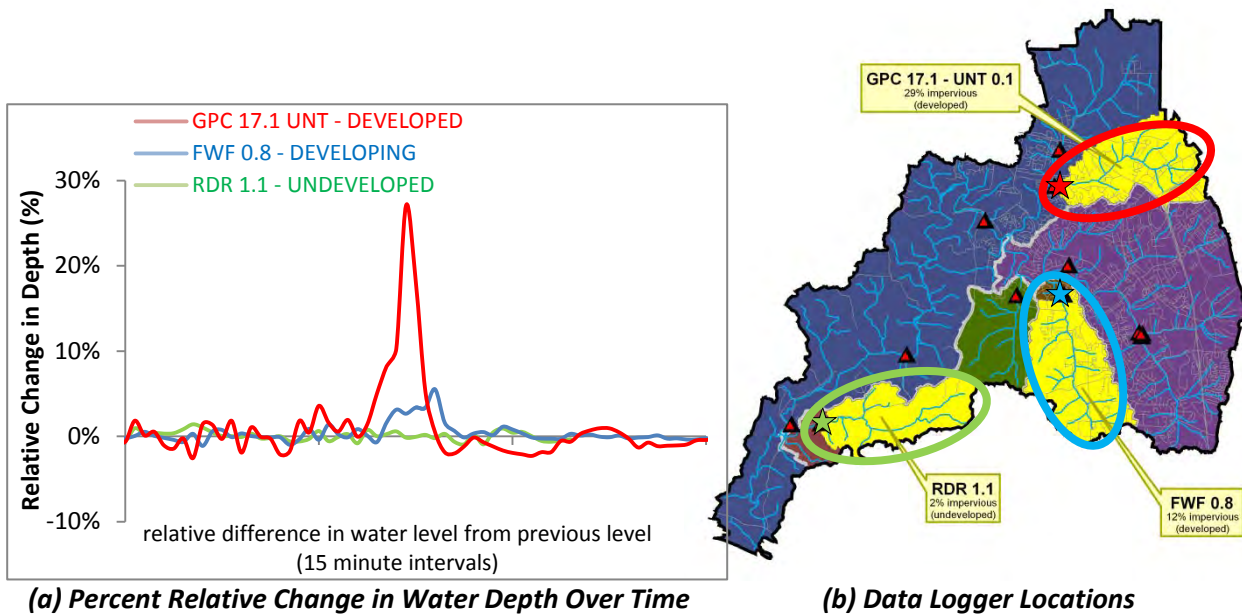 GPC 17.1 UNT - DEVELOPED
FWF 0.8 - DEVELOPING
RDR 1.1 - UNDEVELOPED
Relative Change in Depth (%)
30%
20%
10%
0%
-10%
relative difference in water level from previous level
(15 minute intervals)
(a) Percent Relative Change in Water Depth Over Time
GPC 17.1 - UNT 0.1
29% impervious
(developed)
RDR 1.1
2% impervious
(undeveloped)
FWF 0.8
12% impervious
(developed)
(b) Data Logger Locations